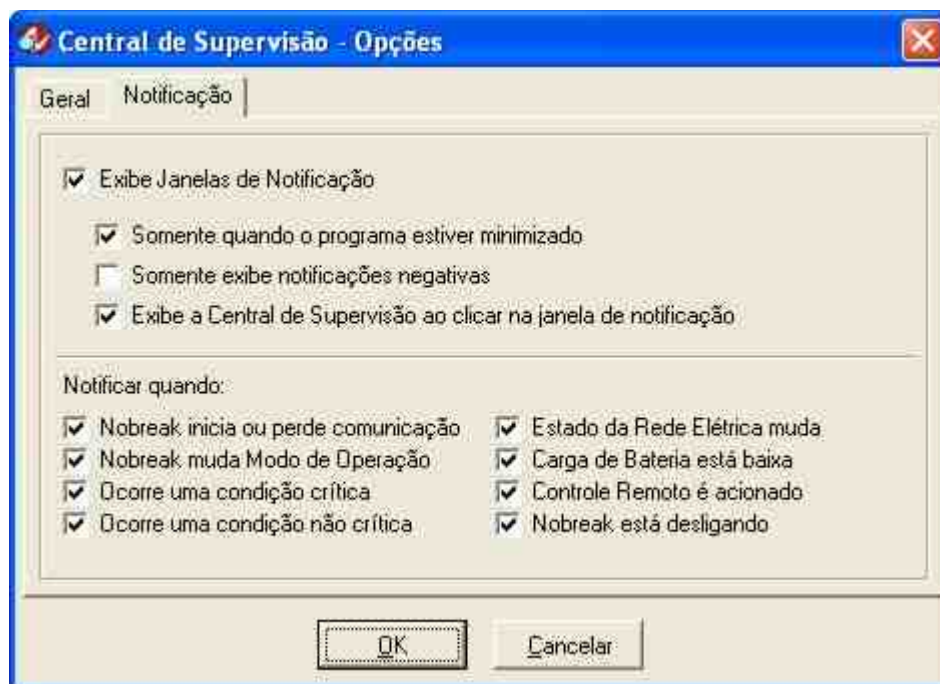 Central de Supervisão - Opções
Geral
Notificação
Exibe Janelas de Notificação
Somente quando o programa estiver minimizado
Somente exibe notificações negativas
Exibe a Central de Supervisão ao clicar na janela de notificação
Notificar quando:
Nobreak inicia ou perde comunicação
Estado da Rede Elétrica muda
Nobreak muda Modo de Operação
Carga de Bateria está baixa
Ocorre uma condição crítica
Controle Remoto é acionado
Ocorre uma condição não crítica
Nobreak está desligando
OK
Cancelar